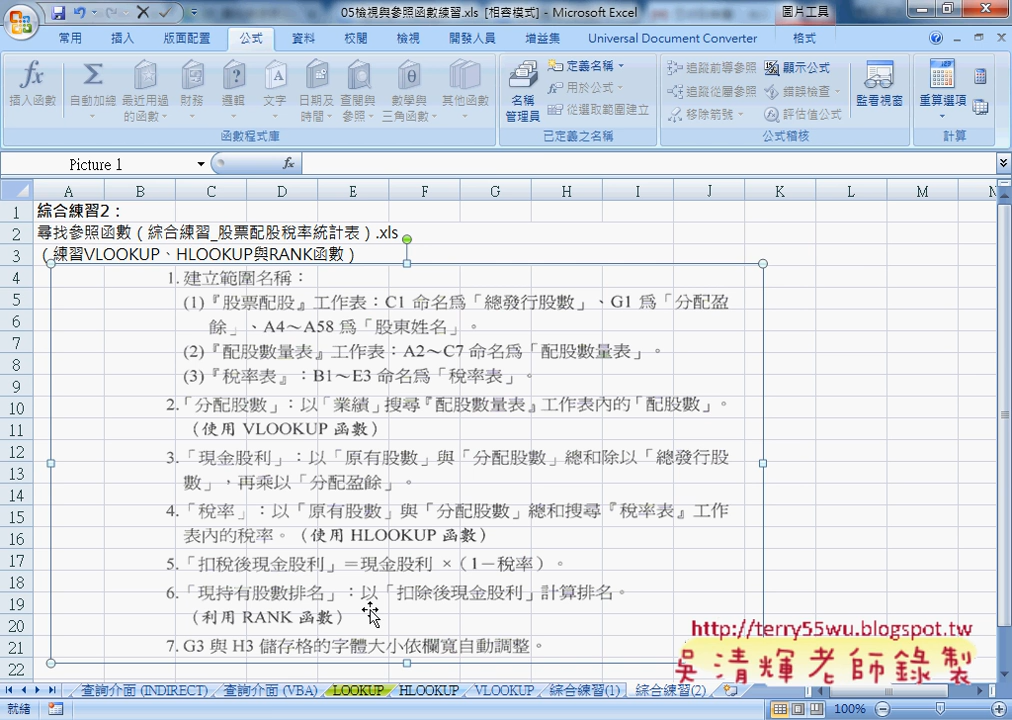 05檢視與參照函數練習.xls [相容模式] - Microsoft Excel
圖片工具
常用 插入 版面配置 公式 資料 校閱 檢視 開發人員 增益集 Universal Document Converter 格式
插入函數 自動加總 最近用過的函數 財務 邏輯 文字 日期及時間 查閱與參照 數學與三角函數 其他函數
函數程式庫
名稱管理員 定義名稱 用於公式 從選取範圍建立
已定義之名稱
追蹤前導參照 追蹤從屬參照 移除箭號 顯示公式 錯誤檢查 評估值公式 監看視窗
公式稽核
重算選項
計算
Picture 1
fx
A B C D E F G H I J K L M N
1 綜合練習2：
2 尋找參照函數（綜合練習_股票配股稅率統計表）.xls
3 （練習VLOOKUP、HLOOKUP與RANK函數）
4
5
6
7
8
9
10
11
12
13
14
15
16
17
18
19
20
21
22
1. 建立範圍名稱：
(1)『股票配股』工作表：C1 命名為「總發行股數」、G1 為「分配盈
餘」、A4～A58 為「股東姓名」。
(2)『配股數量表』工作表：A2～C7 命名為「配股數量表」。
(3)『稅率表』：B1～E3 命名為「稅率表」。
2.「分配股數」：以「業績」搜尋『配股數量表』工作表內的「配股數」。
（使用 VLOOKUP 函數）
3.「現金股利」：以「原有股數」與「分配股數」總和除以「總發行股
數」，再乘以「分配盈餘」。
4.「稅率」：以「原有股數」與「分配股數」總和搜尋『稅率表』工作
表內的稅率。（使用 HLOOKUP 函數）
5.「扣稅後現金股利」＝現金股利 ×（1－稅率）。
6.「現持有股數排名」：以「扣除後現金股利」計算排名。
（利用 RANK 函數）
7. G3 與 H3 儲存格的字體大小依欄寬自動調整。
http://terry55wu.blogspot.tw
吳清輝老師錄製
查詢介面 (INDIRECT) 查詢介面 (VBA) LOOKUP HLOOKUP VLOOKUP 綜合練習(1) 綜合練習(2)
就緒
100%